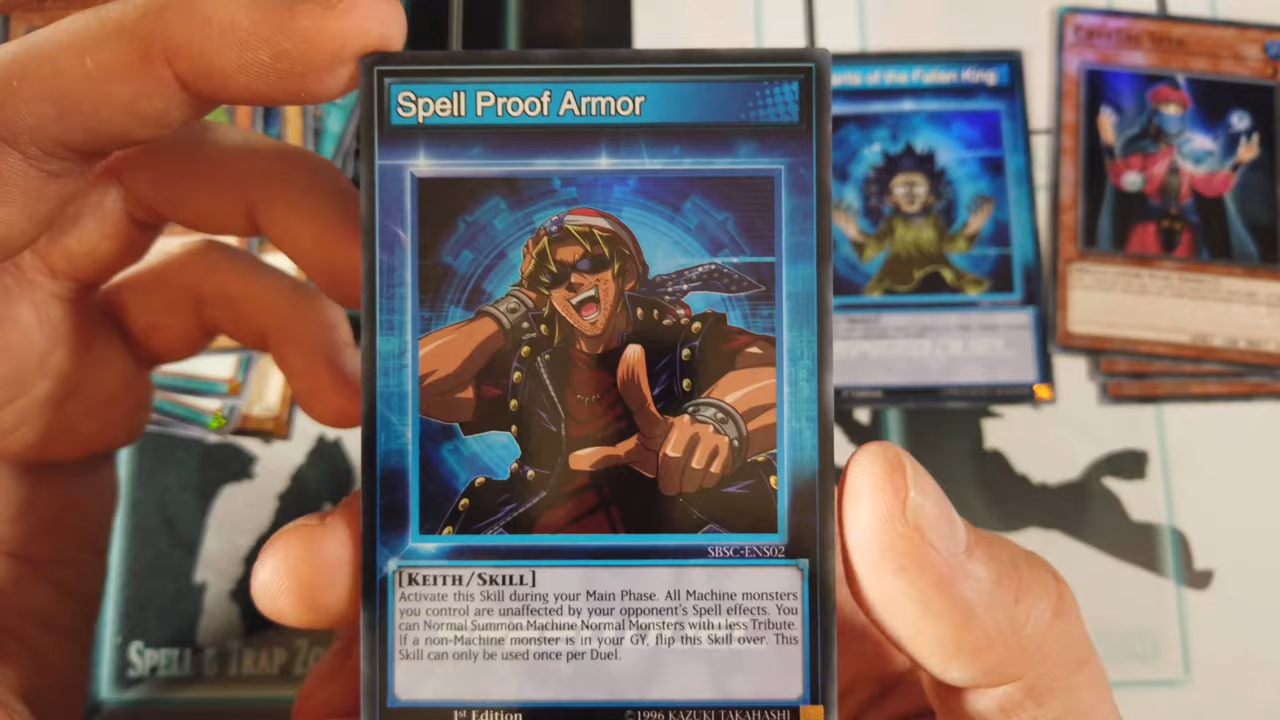 Spell Proof Armor
SBSC-ENS02
[KEITH/SKILL]
Activate this Skill during your Main Phase. All Machine monsters
you control are unaffected by your opponent's Spell effects. You
can Normal Summon Machine Normal Monsters with 1 less Tribute.
If a non-Machine monster is in your GY, flip this Skill over. This
Skill can only be used once per Duel.
1st Edition
©1996 KAZUKI TAKAHASHI
of the Fallen King
SPELL & TRAP ZO